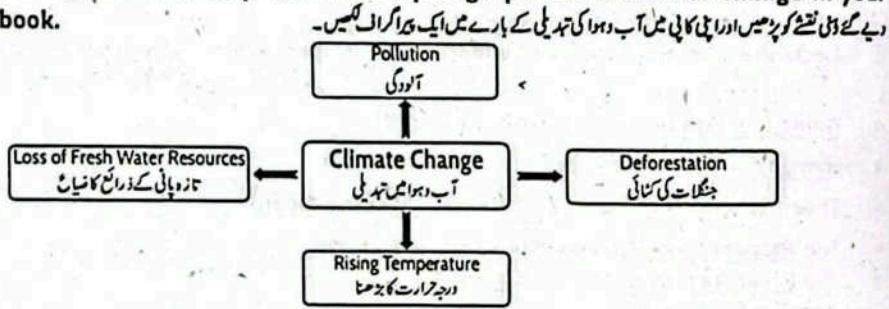 book.
دیے گئے ذہنی نقشے کو پڑھیں اور اپنی کاپی میں آب و ہوا کی تبدیلی کے بارے میں ایک پیراگراف لکھیں۔
Pollution
آلودگی
Loss of Fresh Water Resources
تازہ پانی کے ذرائع کا ضیاع
Climate Change
آب و ہوا میں تبدیلی
Deforestation
جنگلات کی کٹائی
Rising Temperature
درجہ حرارت کا بڑھنا